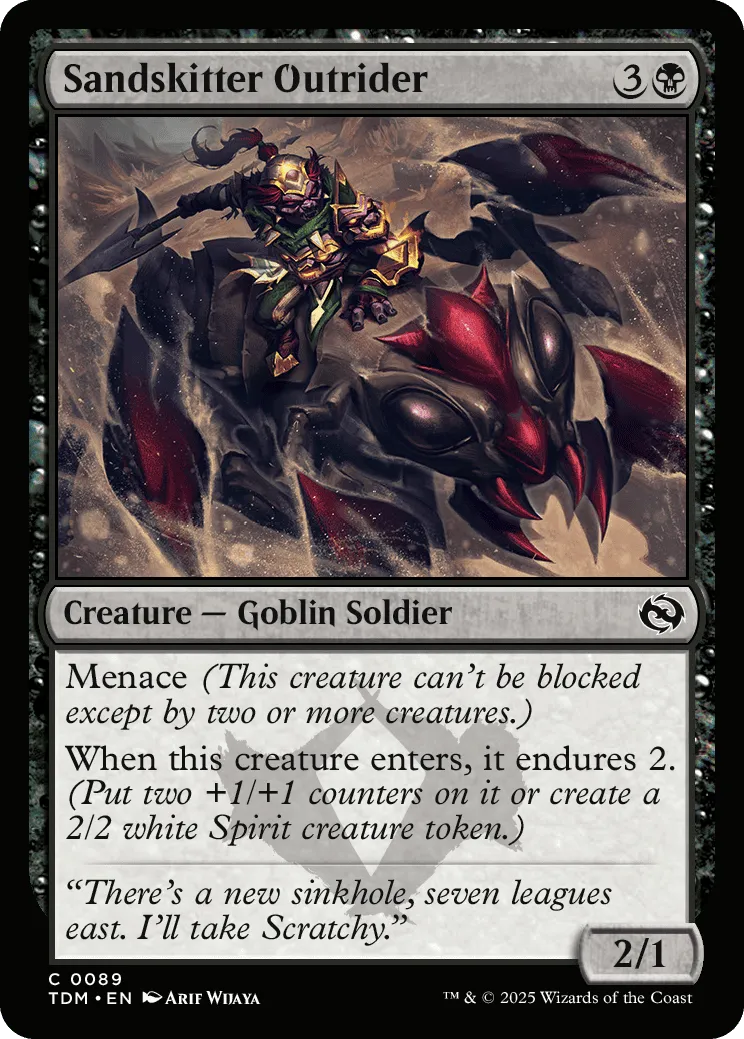 Sandskitter Outrider 3
Creature — Goblin Soldier
Menace (This creature can't be blocked
except by two or more creatures.)
When this creature enters, it endures 2.
(Put two +1/+1 counters on it or create a
2/2 white Spirit creature token.)
“There's a new sinkhole, seven leagues
east. I'll take Scratchy.”
2/1
C 0089
TDM • EN Arif Wijaya
™ & © 2025 Wizards of the Coast